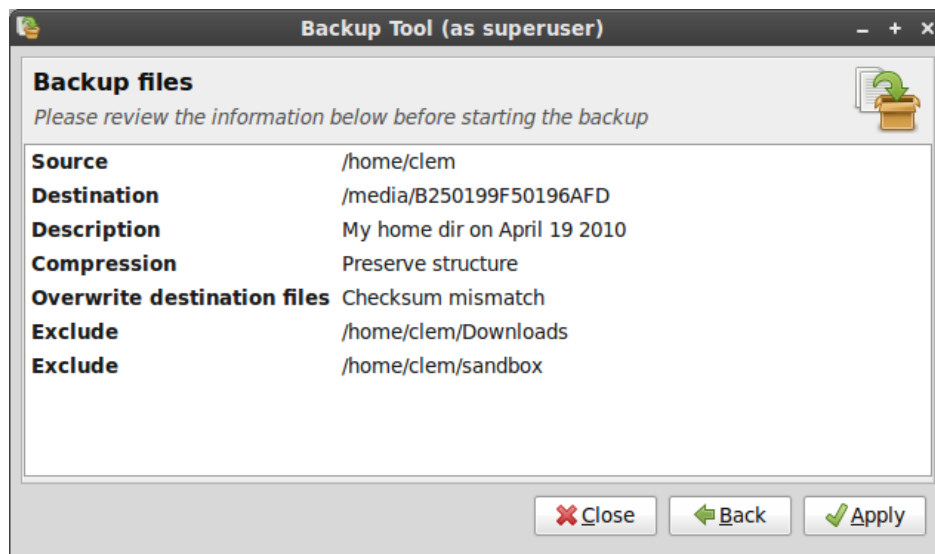 Backup Tool (as superuser)
Backup files
Please review the information below before starting the backup
Source /home/clem
Destination /media/B250199F50196AFD
Description My home dir on April 19 2010
Compression Preserve structure
Overwrite destination files Checksum mismatch
Exclude /home/clem/Downloads
Exclude /home/clem/sandbox
Close Back Apply